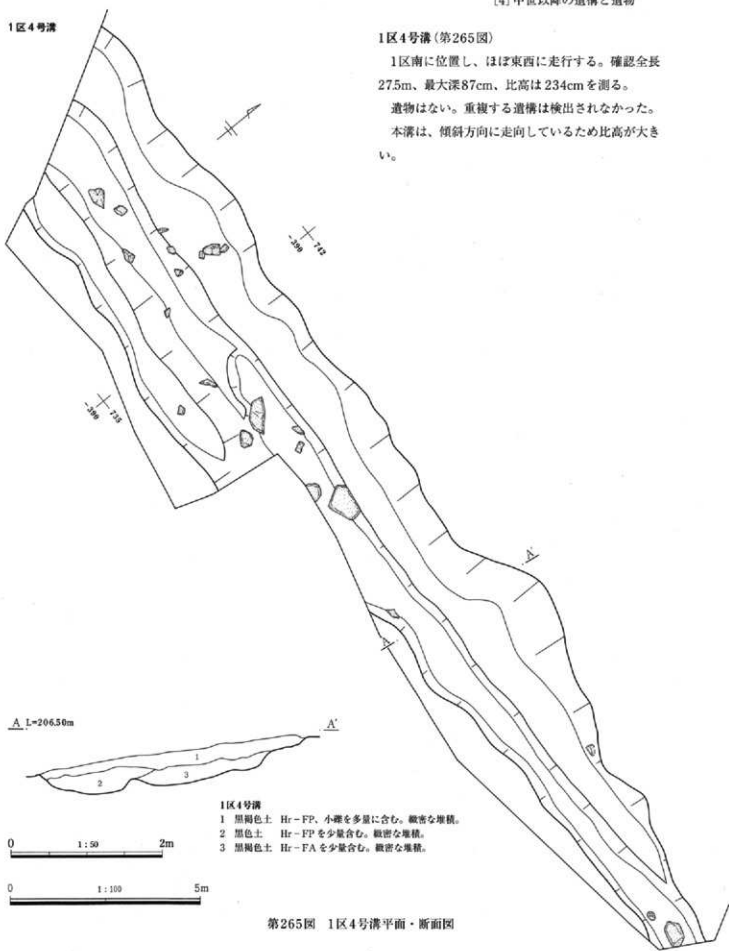 [4] 中世以降の遺構と遺物
1区4号溝
1区4号溝(第265図)
1区南に位置し、ほぼ東西に走行する。確認全長
27.5m、最大深87cm、比高は234cmを測る。
遺物はない。重複する遺構は検出されなかった。
本溝は、傾斜方向に走向しているため比高が大き
い。
-390 742
-390 735
A'
A
A L=206.50m A'
1
2 3
1区4号溝
1 黒褐色土 Hr-FP、小礫を多量に含む。緻密な堆積。
2 黒色土 Hr-FPを少量含む。緻密な堆積。
3 黒褐色土 Hr-FAを少量含む。緻密な堆積。
0 1:50 2m
0 1:100 5m
第265図 1区4号溝平面・断面図